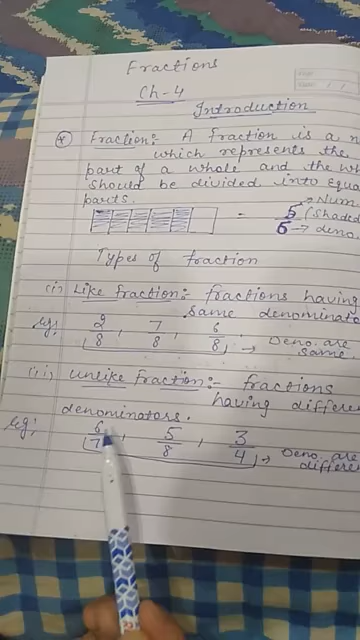 Fractions
Ch-4
Introduction
Fraction:- A fraction is a n
which represents the
part of a whole and the wh
should be divided into equa
parts.
= 5 → Num.
(Shaded
6 → deno.
Types of fraction
(i) Like fraction:- fractions having
same denominato
eg; 2/8, 7/8, 6/8 → Deno. are
same
(ii) Unlike fraction:- fractions
having differe
denominators.
eg; 6/7, 5/8, 3/4 → Deno. are
differe